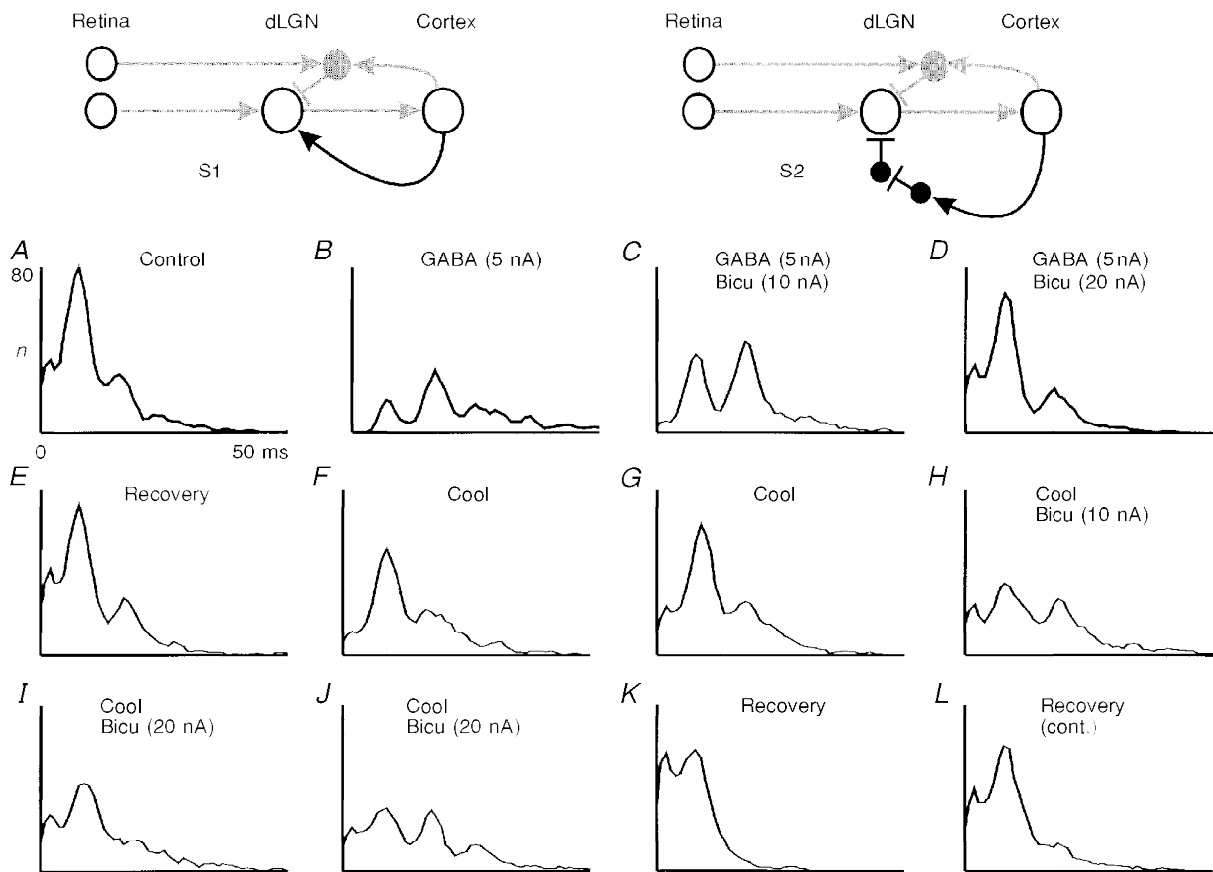 Retina dLGN Cortex
Retina dLGN Cortex
S1
S2
A Control
B GABA (5 nA)
C GABA (5 nA)
Bicu (10 nA)
D GABA (5 nA)
Bicu (20 nA)
80
n
0 50 ms
E Recovery
F Cool
G Cool
H Cool
Bicu (10 nA)
I Cool
Bicu (20 nA)
J Cool
Bicu (20 nA)
K Recovery
L Recovery
(cont.)